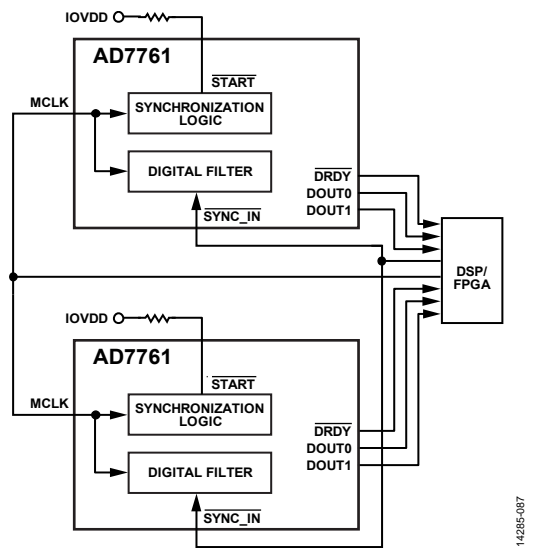 IOVDD
AD7761
START
MCLK
SYNCHRONIZATION
LOGIC
DIGITAL FILTER
DRDY
DOUT0
DOUT1
SYNC_IN
DSP/
FPGA
IOVDD
AD7761
START
MCLK
SYNCHRONIZATION
LOGIC
DIGITAL FILTER
DRDY
DOUT0
DOUT1
SYNC_IN
14285-087